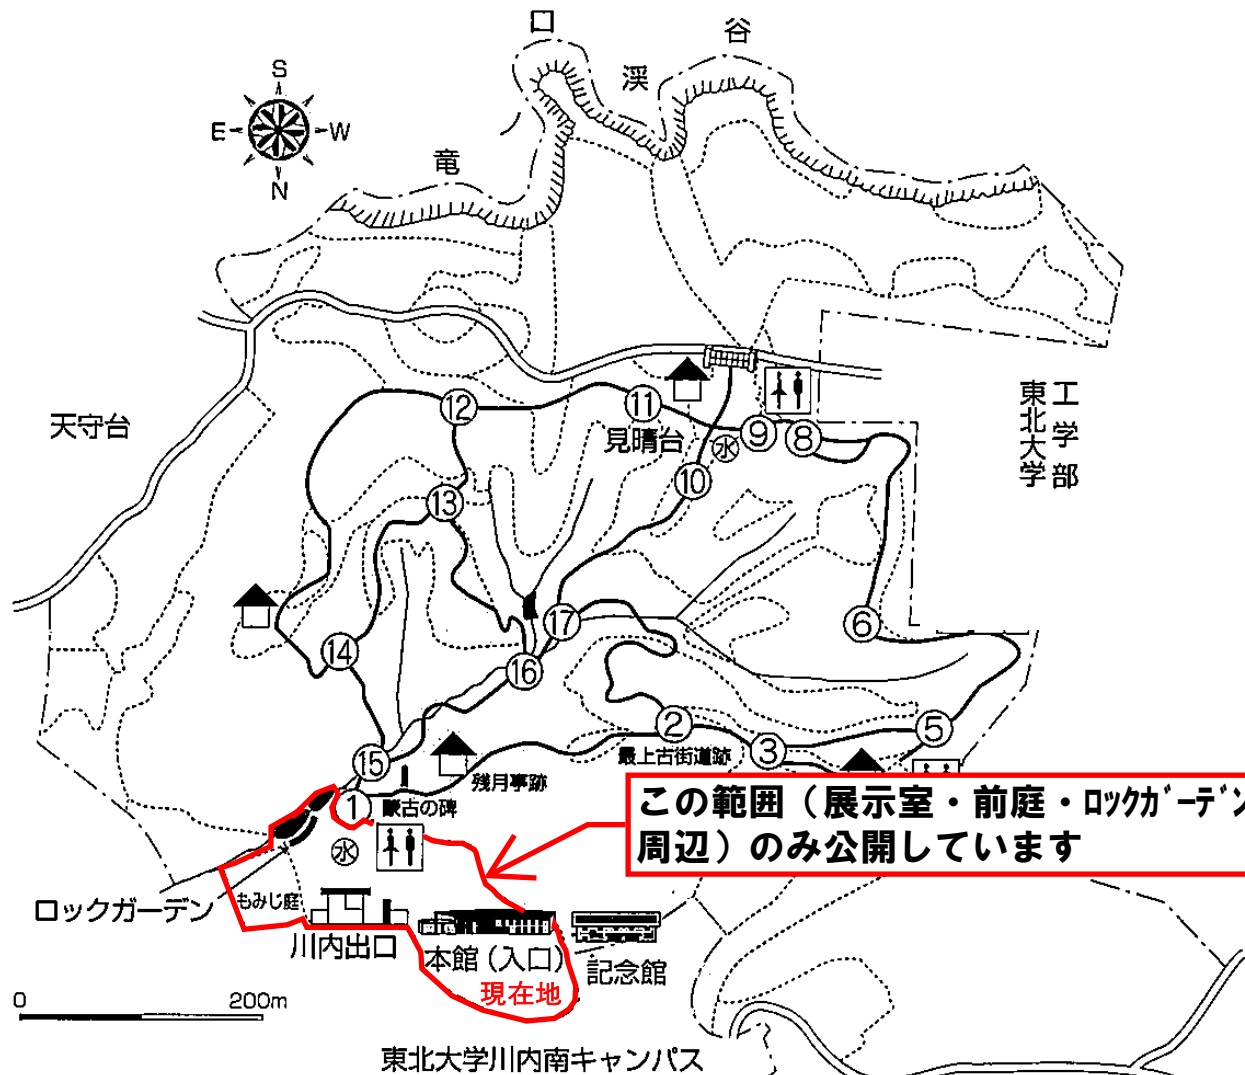 口
谷
渓
竜
S
E
W
N
天守台
工学部
東北大学
12
11
見晴台
水
9
8
10
13
6
17
14
16
2
最上古街道跡
3
5
15
残月亭跡
1
蒙古の碑
水
この範囲（展示室・前庭・ロックガーデン
周辺）のみ公開しています
ロックガーデン
もみじ庭
川内出口
本館（入口）
記念館
現在地
0
200m
東北大学川内南キャンパス